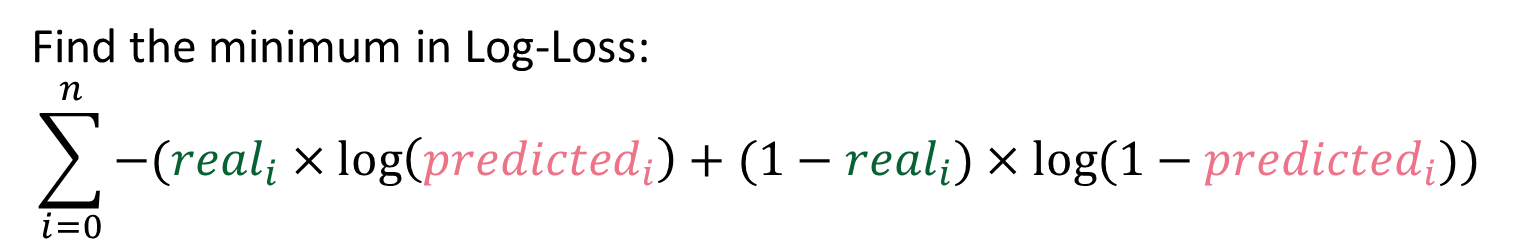 Find the minimum in Log-Loss:
n
∑ −(realᵢ × log(predictedᵢ) + (1 − realᵢ) × log(1 − predictedᵢ))
i=0